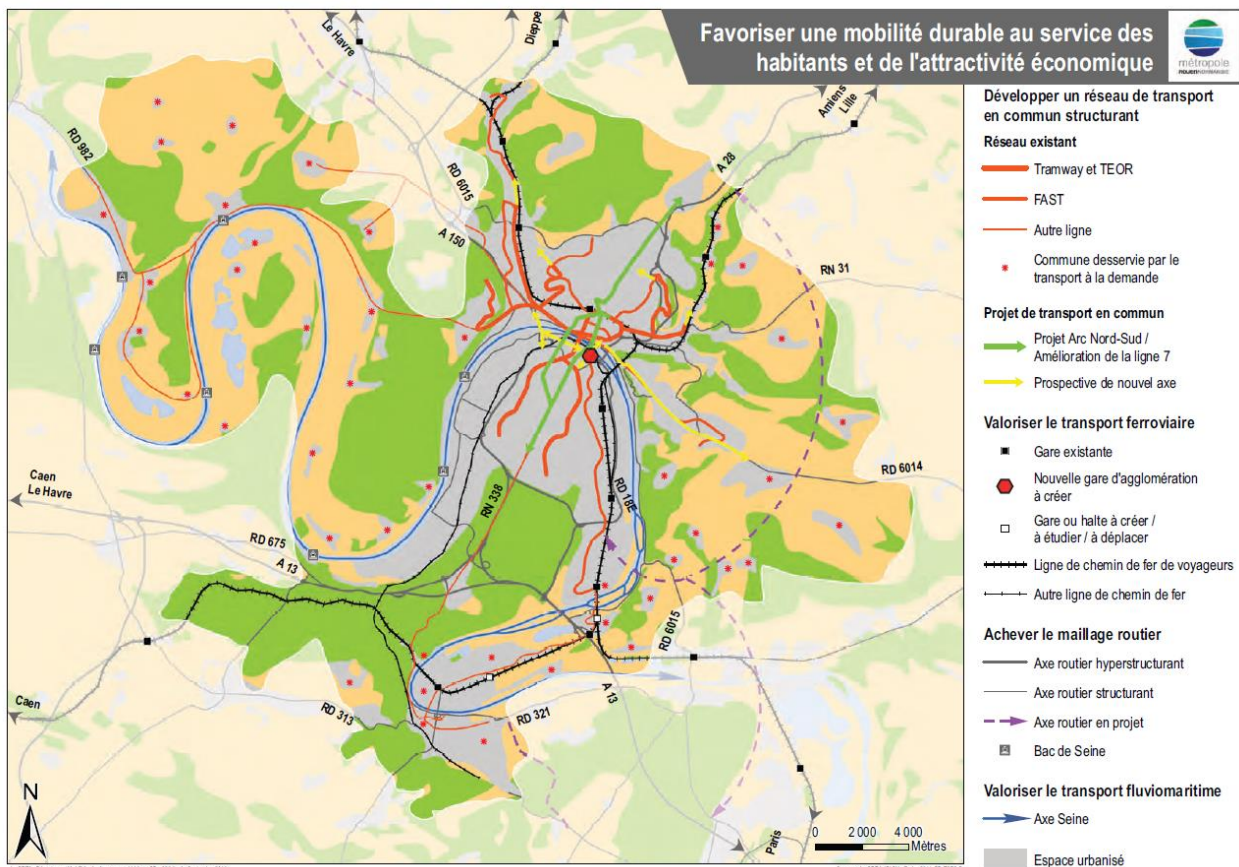 Favoriser une mobilité durable au service des
habitants et de l'attractivité économique
métropole
ROUENNORMANDIE
Développer un réseau de transport
en commun structurant
Réseau existant
Tramway et TEOR
FAST
Autre ligne
Commune desservie par le
transport à la demande
Projet de transport en commun
Projet Arc Nord-Sud /
Amélioration de la ligne 7
Prospective de nouvel axe
Valoriser le transport ferroviaire
Gare existante
Nouvelle gare d'agglomération
à créer
Gare ou halte à créer /
à étudier / à déplacer
Ligne de chemin de fer de voyageurs
Autre ligne de chemin de fer
Achever le maillage routier
Axe routier hyperstructurant
Axe routier structurant
Axe routier en projet
Bac de Seine
Valoriser le transport fluviomaritime
Axe Seine
Espace urbanisé
Le Havre
Dieppe
Amiens
Lille
RD 982
RD 6015
A 28
A 150
RN 31
RD 6014
Caen
Le Havre
RN 338
RD 18E
RD 675
A 13
RD 6015
A 13
Caen
RD 313
RD 321
Paris
N
0 2 000 4 000
Mètres